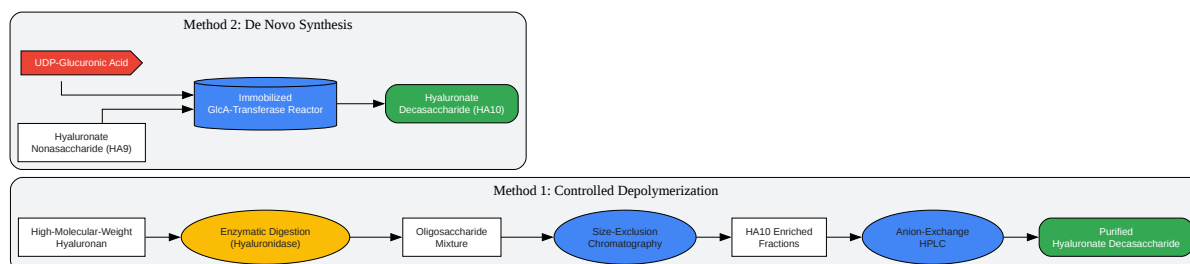 Method 2: De Novo Synthesis
UDP-Glucuronic Acid
Immobilized
GlcA-Transferase Reactor
Hyaluronate
Decasaccharide (HA10)
Hyaluronate
Nonasaccharide (HA9)
Method 1: Controlled Depolymerization
High-Molecular-Weight
Hyaluronan
Enzymatic Digestion
(Hyaluronidase)
Oligosaccharide
Mixture
Size-Exclusion
Chromatography
HA10 Enriched
Fractions
Anion-Exchange
HPLC
Purified
Hyaluronate Decasaccharide